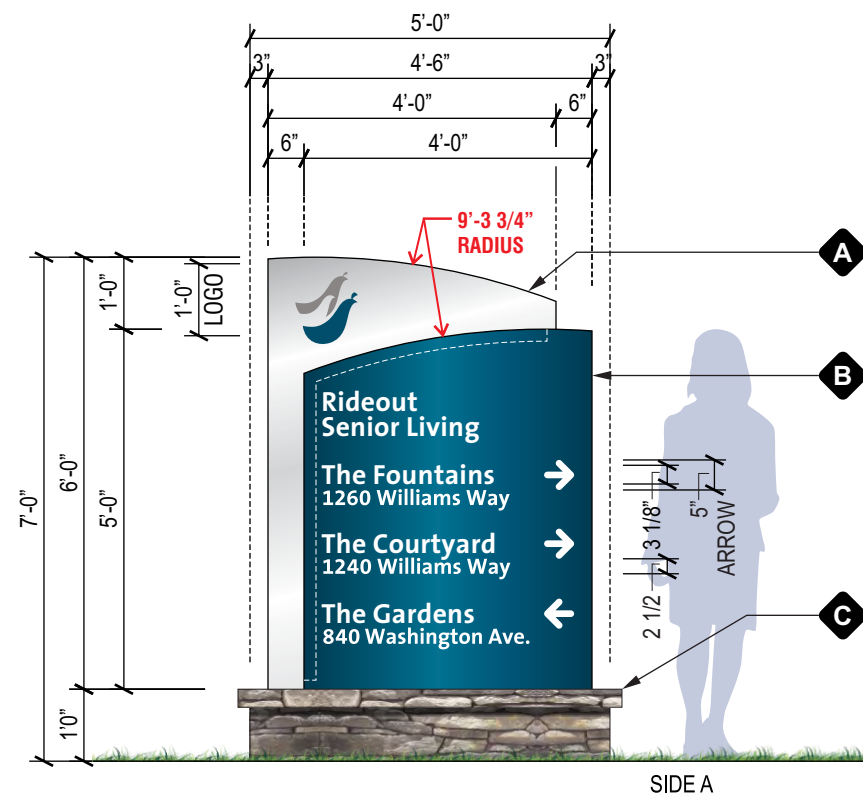 5'-0"
3"
4'-6"
3"
4'-0"
6"
6"
4'-0"
9'-3 3/4"
RADIUS
A
1'-0"
1'-0"
LOGO
B
Rideout
Senior Living
The Fountains
1260 Williams Way
The Courtyard
1240 Williams Way
The Gardens
840 Washington Ave.
7'-0"
6'-0"
5'-0"
1'0"
3 1/8"
5"
ARROW
2 1/2
C
SIDE A